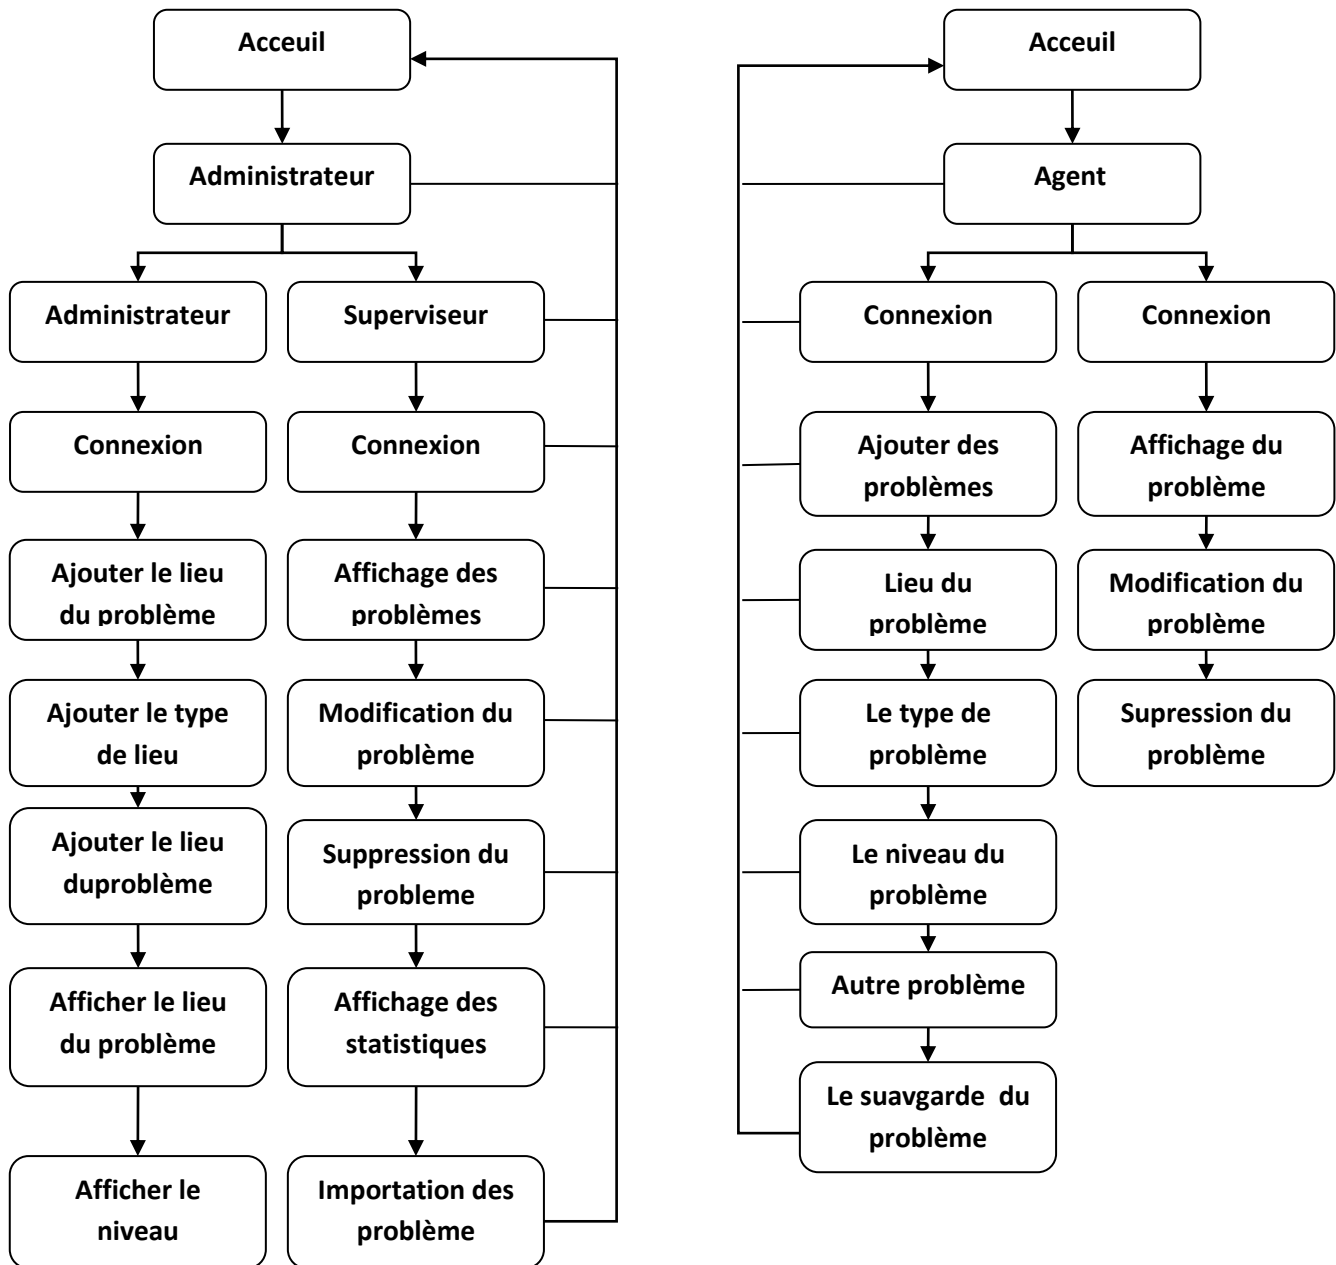 Acceuil
Administrateur
Administrateur
Superviseur
Connexion
Connexion
Ajouter le lieu
du problème
Affichage des
problèmes
Ajouter le type
de lieu
Modification du
problème
Ajouter le lieu
duproblème
Suppression du
probleme
Afficher le lieu
du problème
Affichage des
statistiques
Afficher le
niveau
Importation des
problème
Acceuil
Agent
Connexion
Connexion
Ajouter des
problèmes
Affichage du
problème
Lieu du
problème
Modification du
problème
Le type de
problème
Supression du
problème
Le niveau du
problème
Autre problème
Le suavgarde  du
problème